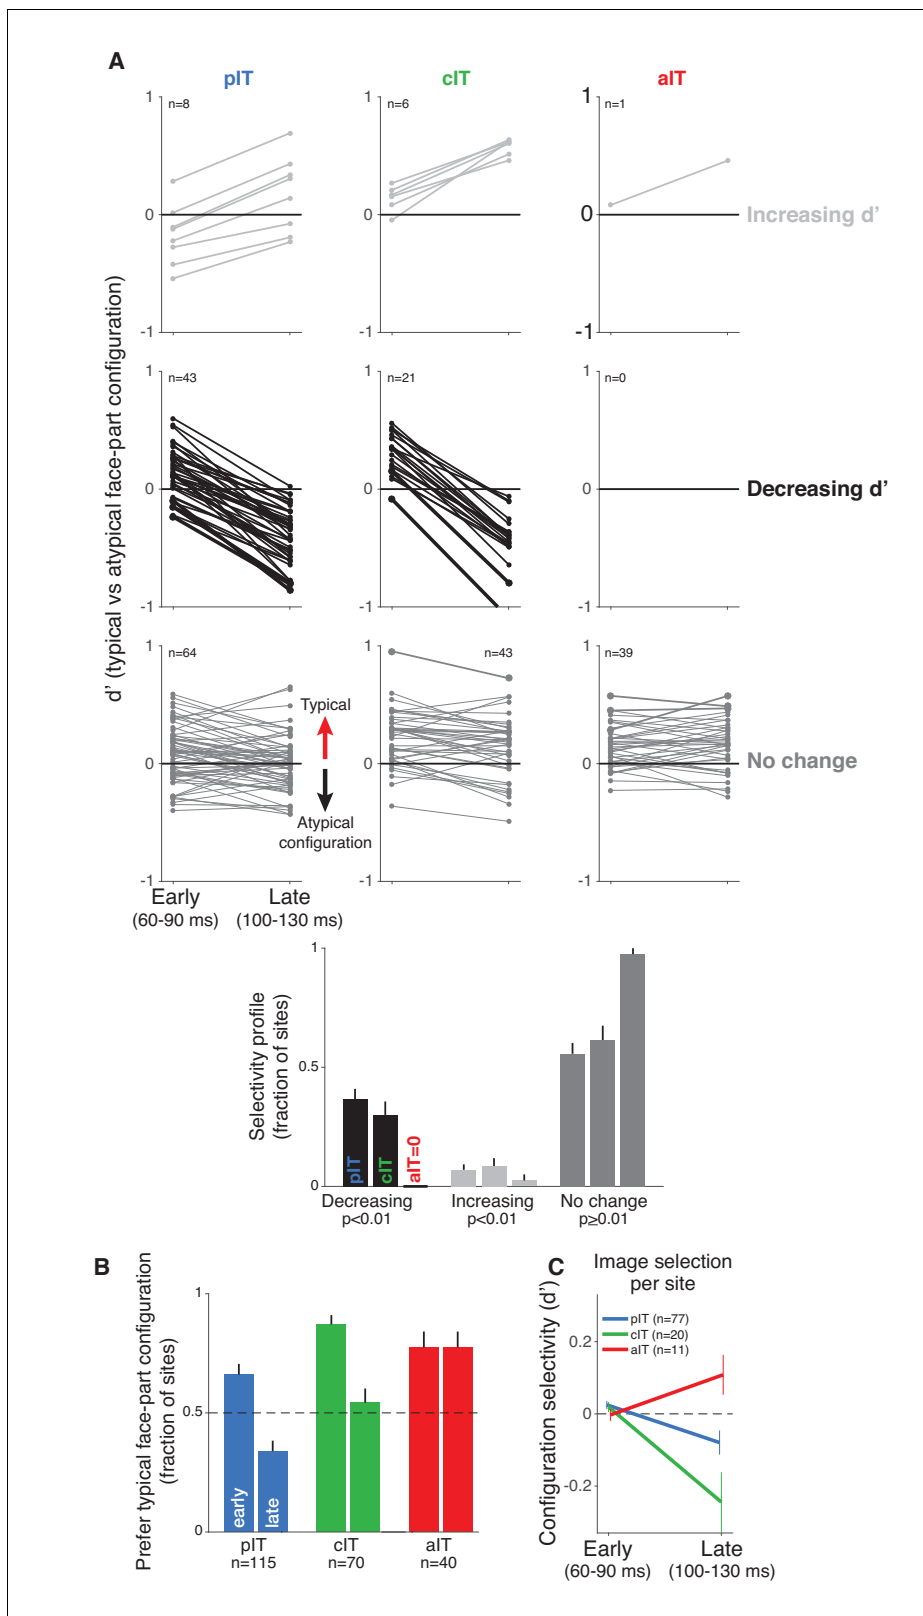 A
pIT
cIT
aIT
d' (typical vs atypical face-part configuration)
1
n=8
0
-1
1
n=6
0
-1
1
n=1
0
-1
Increasing d'
1
n=43
0
-1
1
n=21
0
-1
1
n=0
0
-1
Decreasing d'
1
n=64
0
-1
Typical
Atypical
configuration
1
n=43
0
-1
1
n=39
0
-1
No change
Early
(60-90 ms)
Late
(100-130 ms)
Selectivity profile
(fraction of sites)
1
0.5
0
pIT
cIT
aIT=0
Decreasing
p<0.01
Increasing
p<0.01
No change
p≥0.01
B
Prefer typical face-part configuration
(fraction of sites)
1
0.5
0
early
late
pIT
n=115
cIT
n=70
aIT
n=40
C
Image selection
per site
Configuration selectivity (d')
0.2
0
-0.2
pIT (n=77)
cIT (n=20)
aIT (n=11)
Early
(60-90 ms)
Late
(100-130 ms)